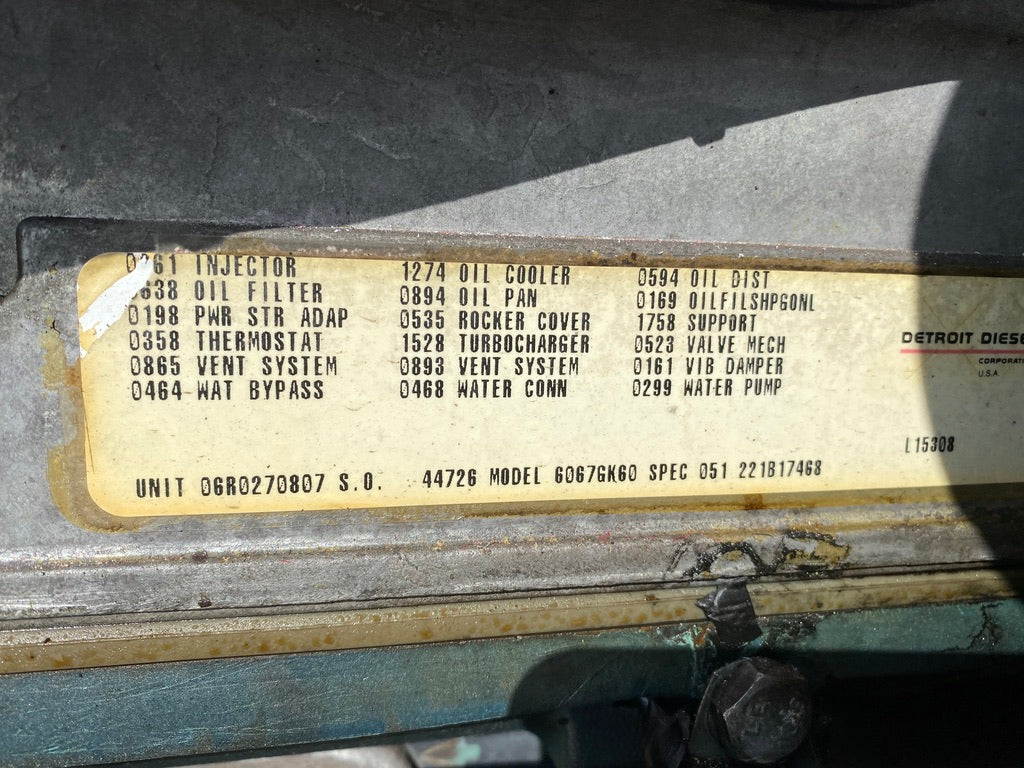 INJECTOR 1274 OIL COOLER 0594 OIL DIST
OIL FILTER 0894 OIL PAN 0169 OILFILSHPGONL
0198 PWR STR ADAP 0535 ROCKER COVER 1758 SUPPORT
0358 THERMOSTAT 1528 TURBOCHARGER 0523 VALVE MECH
0865 VENT SYSTEM 0893 VENT SYSTEM 0161 VIB DAMPER
0464 WAT BYPASS 0468 WATER CONN 0299 WATER PUMP
DETROIT DIESE
CORPORATI
U.S.A
L15308
UNIT 06R0270807 S.O. 44726 MODEL 6067GK60 SPEC 051 221B17468